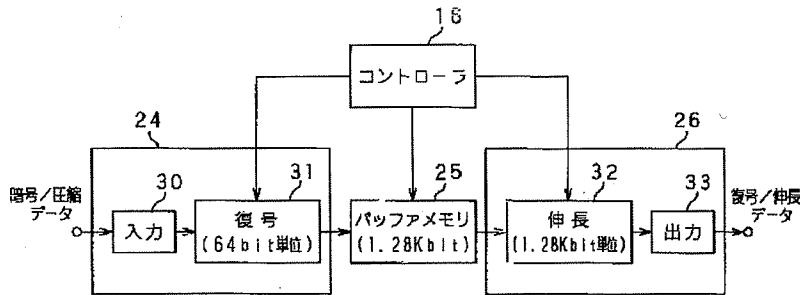 18
コントローラ
24
26
暗号/圧縮
データ
30
入力
31
復号
(64bit単位)
25
バッファメモリ
(1.28Kbit)
32
伸長
(1.28Kbit単位)
33
出力
復号/伸長
データ